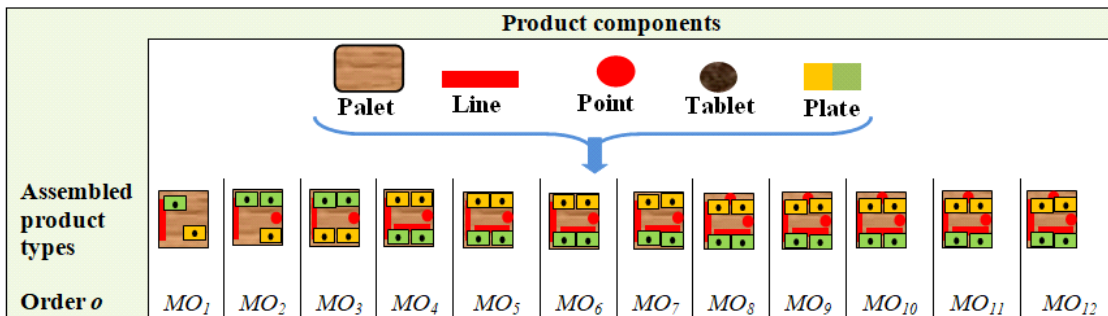 Product components
Palet Line Point Tablet Plate
Assembled
product
types
Order o MO1 MO2 MO3 MO4 MO5 MO6 MO7 MO8 MO9 MO10 MO11 MO12